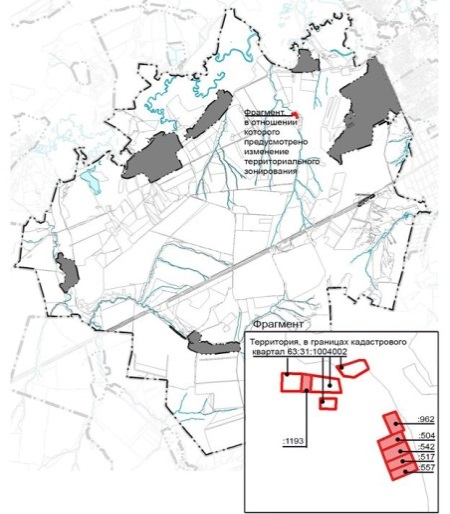 Фрагмент
в отношении
которого
предусмотрено
изменение
территориального
зонирования
Фрагмент
Территория, в границах кадастрового
квартал 63:31:1004002
:1193
:962
:504
:542
:517
:557